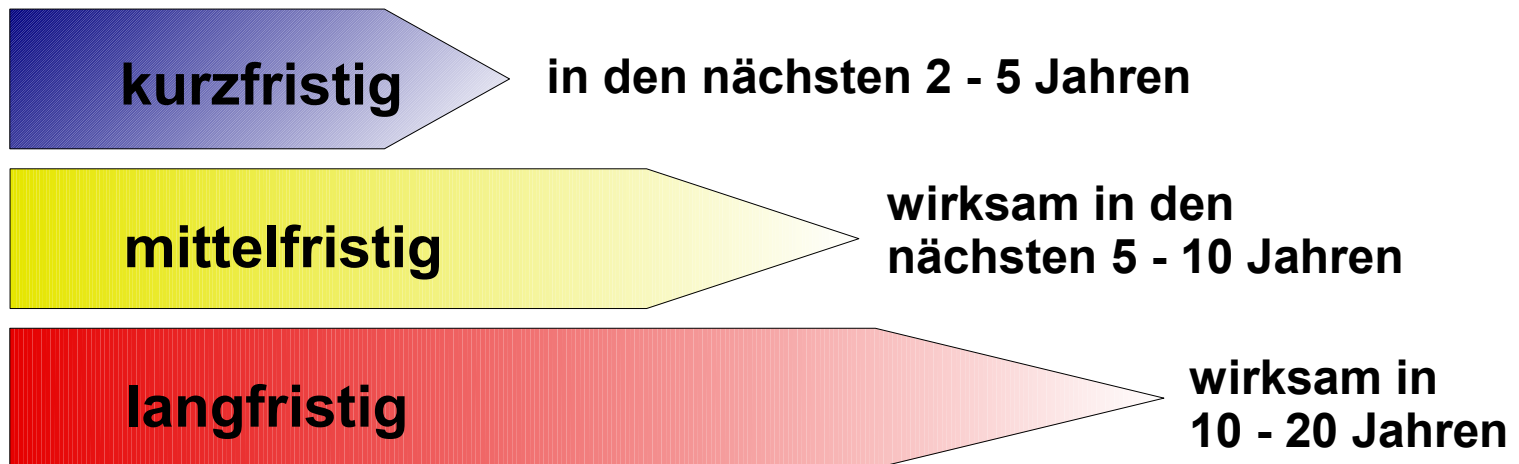 kurzfristig
in den nächsten 2 - 5 Jahren
mittelfristig
wirksam in den
nächsten 5 - 10 Jahren
langfristig
wirksam in
10 - 20 Jahren